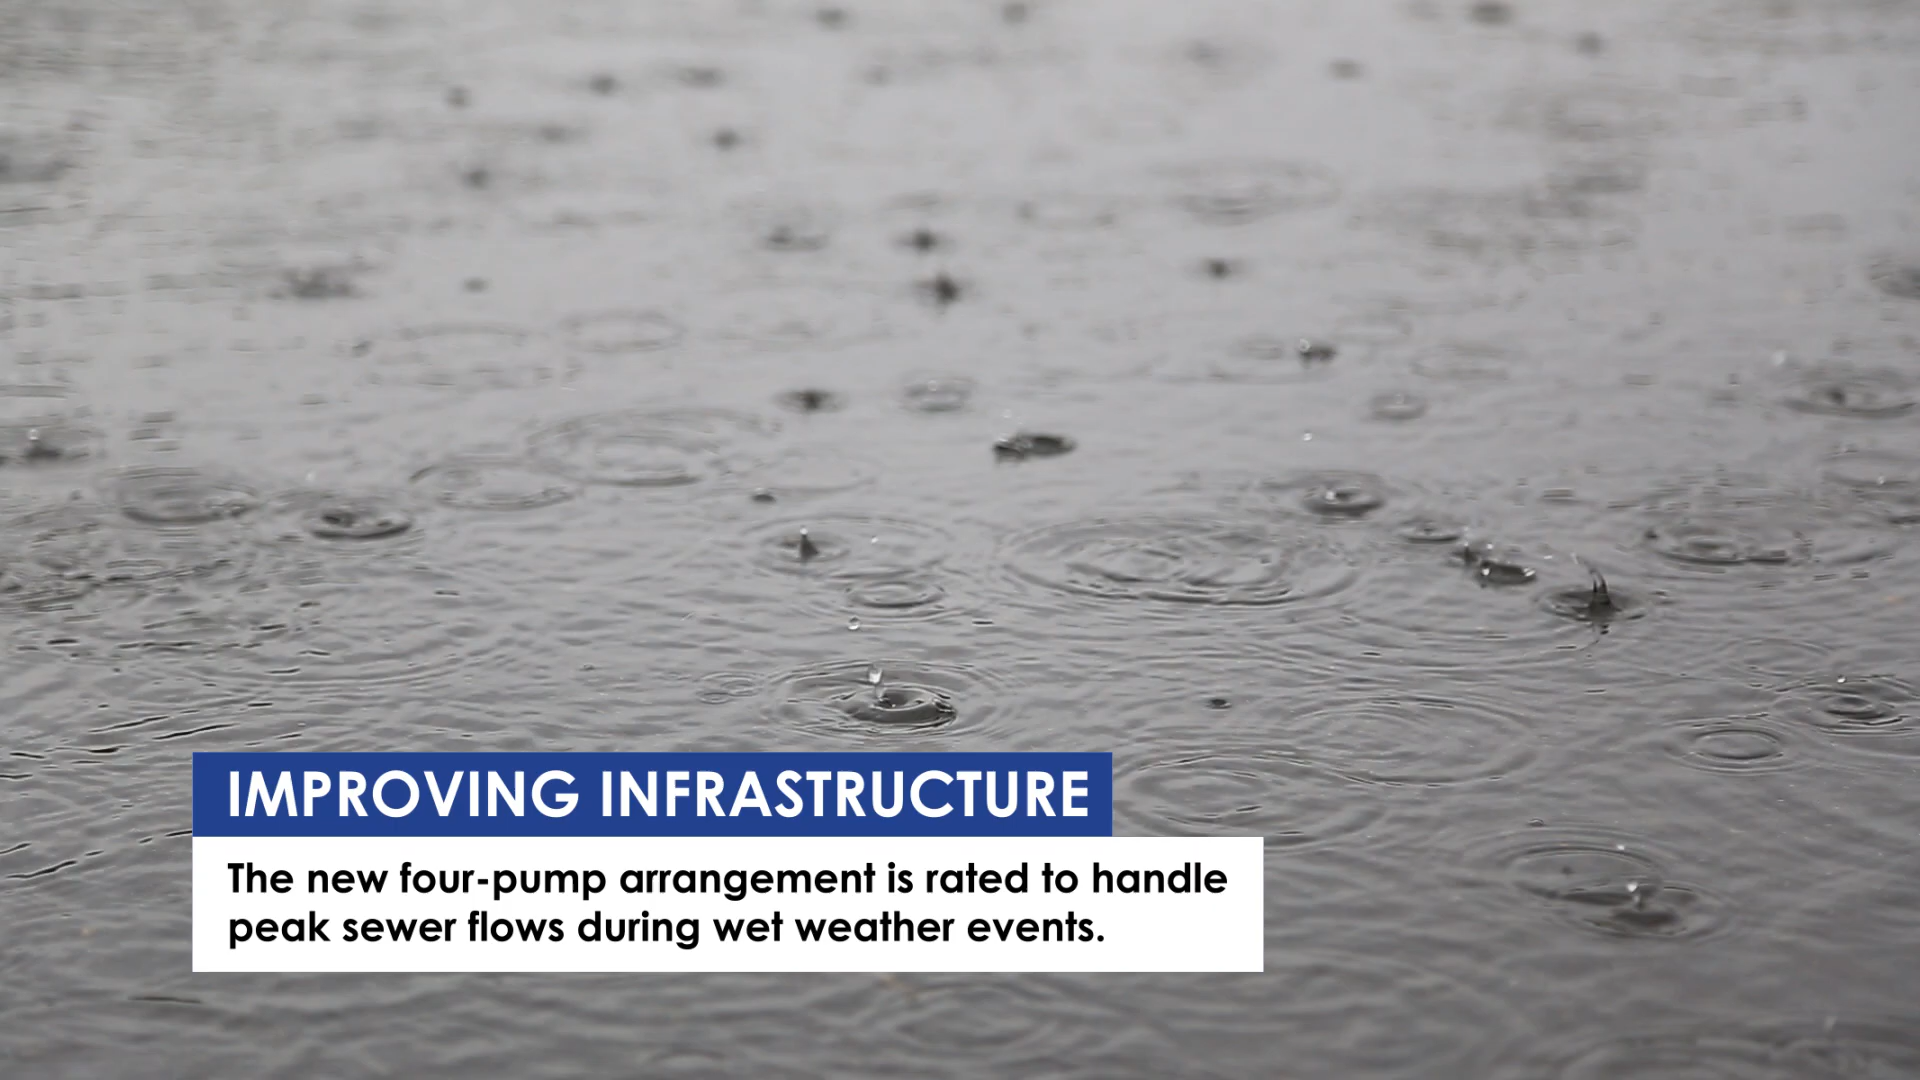 IMPROVING INFRASTRUCTURE
The new four-pump arrangement is rated to handle
peak sewer flows during wet weather events.